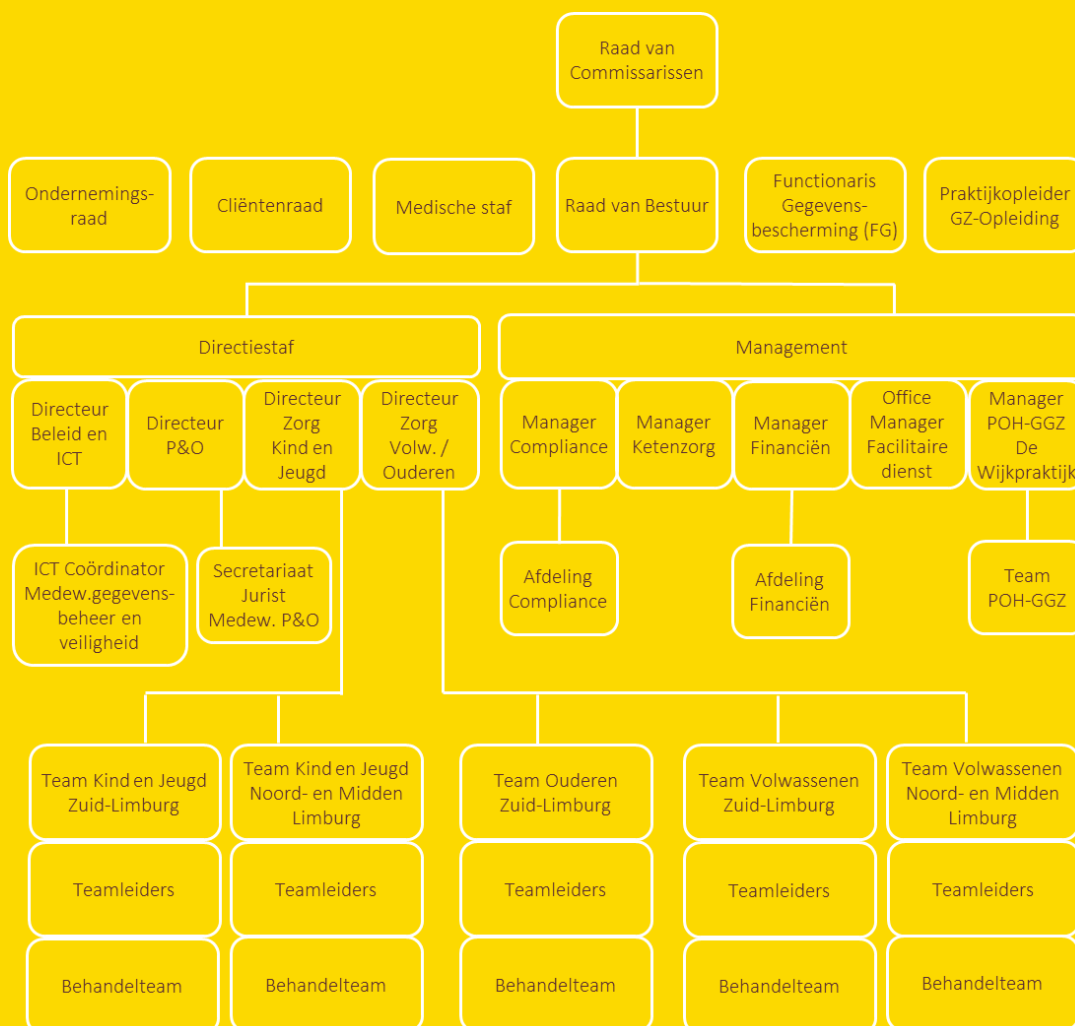 Raad van
Commissarissen
Ondernemings-
raad
Cliëntenraad
Medische staf
Raad van Bestuur
Functionaris
Gegevens-
bescherming (FG)
Praktijkopleider
GZ-Opleiding
Directiestaf
Management
Directeur
Beleid en
ICT
Directeur
P&O
Directeur
Zorg
Kind en
Jeugd
Directeur
Zorg
Volw. /
Ouderen
Manager
Compliance
Manager
Ketenzorg
Manager
Financiën
Office
Manager
Facilitaire
dienst
Manager
POH-GGZ
De
Wijkpraktijk
ICT Coördinator
Medew.gegevens-
beheer en
veiligheid
Secretariaat
Jurist
Medew. P&O
Afdeling
Compliance
Afdeling
Financiën
Team
POH-GGZ
Team Kind en Jeugd
Zuid-Limburg
Team Kind en Jeugd
Noord- en Midden
Limburg
Team Ouderen
Zuid-Limburg
Team Volwassenen
Zuid-Limburg
Team Volwassenen
Noord- en Midden
Limburg
Teamleiders
Teamleiders
Teamleiders
Teamleiders
Teamleiders
Behandelteam
Behandelteam
Behandelteam
Behandelteam
Behandelteam